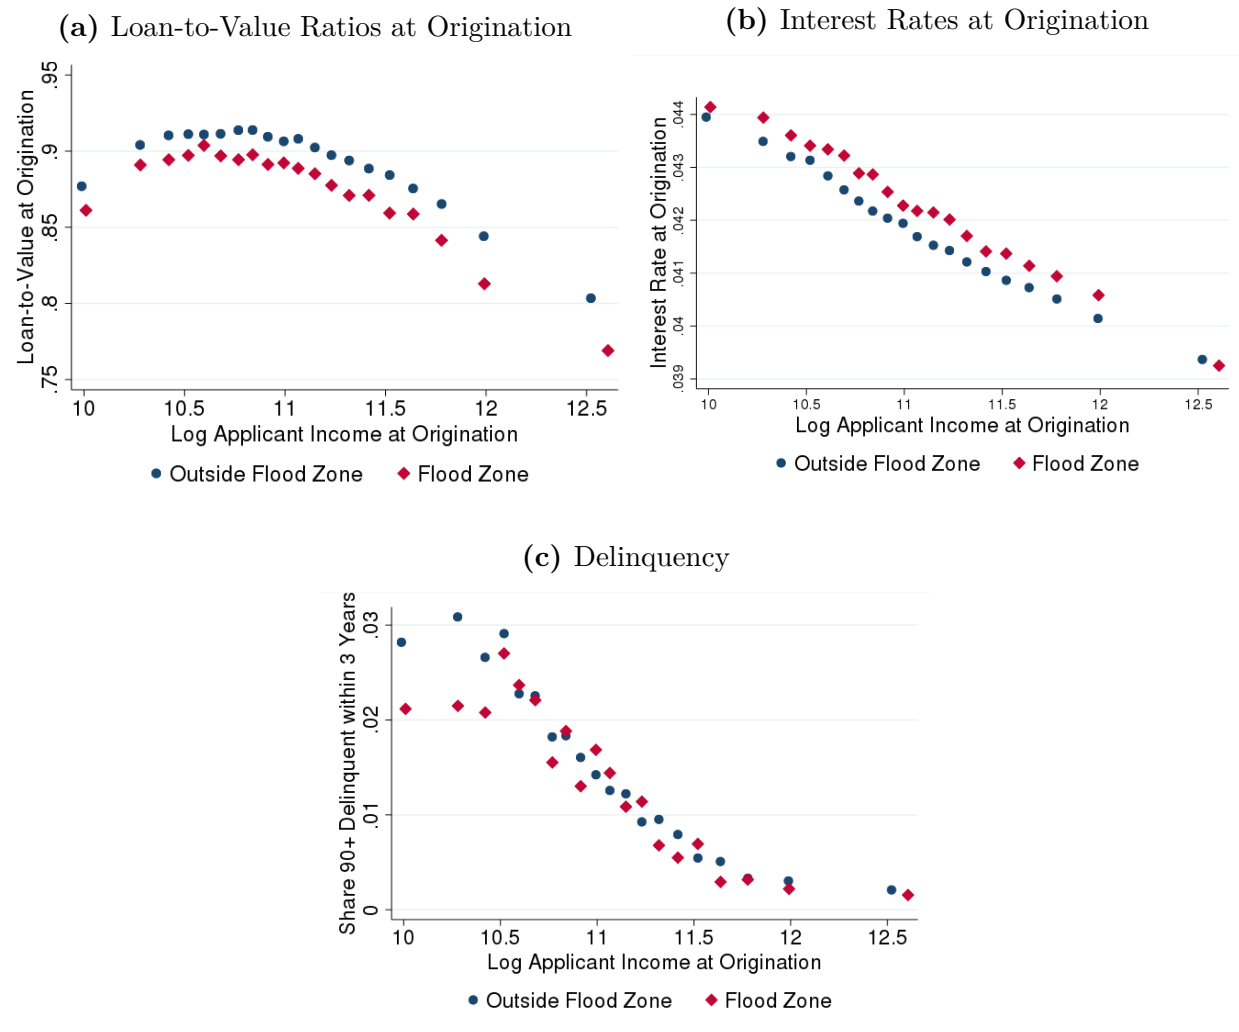 (a) Loan-to-Value Ratios at Origination
Loan-to-Value at Origination
.95
.9
.85
.8
.75
10 10.5 11 11.5 12 12.5
Log Applicant Income at Origination
Outside Flood Zone Flood Zone
(b) Interest Rates at Origination
Interest Rate at Origination
.044
.043
.042
.041
.04
.039
10 10.5 11 11.5 12 12.5
Log Applicant Income at Origination
Outside Flood Zone Flood Zone
(c) Delinquency
Share 90+ Delinquent within 3 Years
.03
.02
.01
0
10 10.5 11 11.5 12 12.5
Log Applicant Income at Origination
Outside Flood Zone Flood Zone